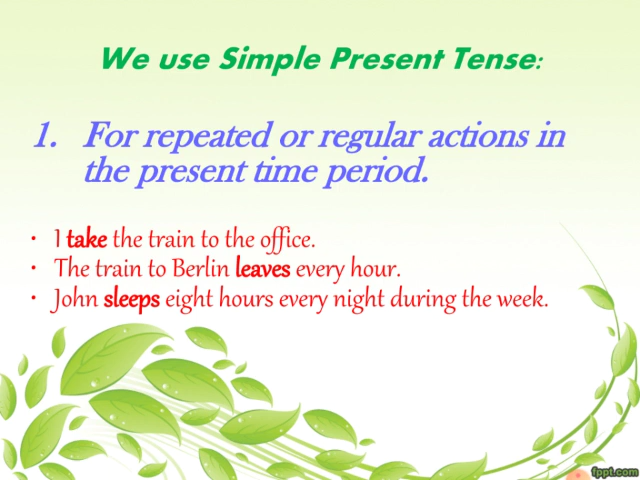 We use Simple Present Tense:
1. For repeated or regular actions in
the present time period.
• I take the train to the office.
• The train to Berlin leaves every hour.
• John sleeps eight hours every night during the week.
fppt.com